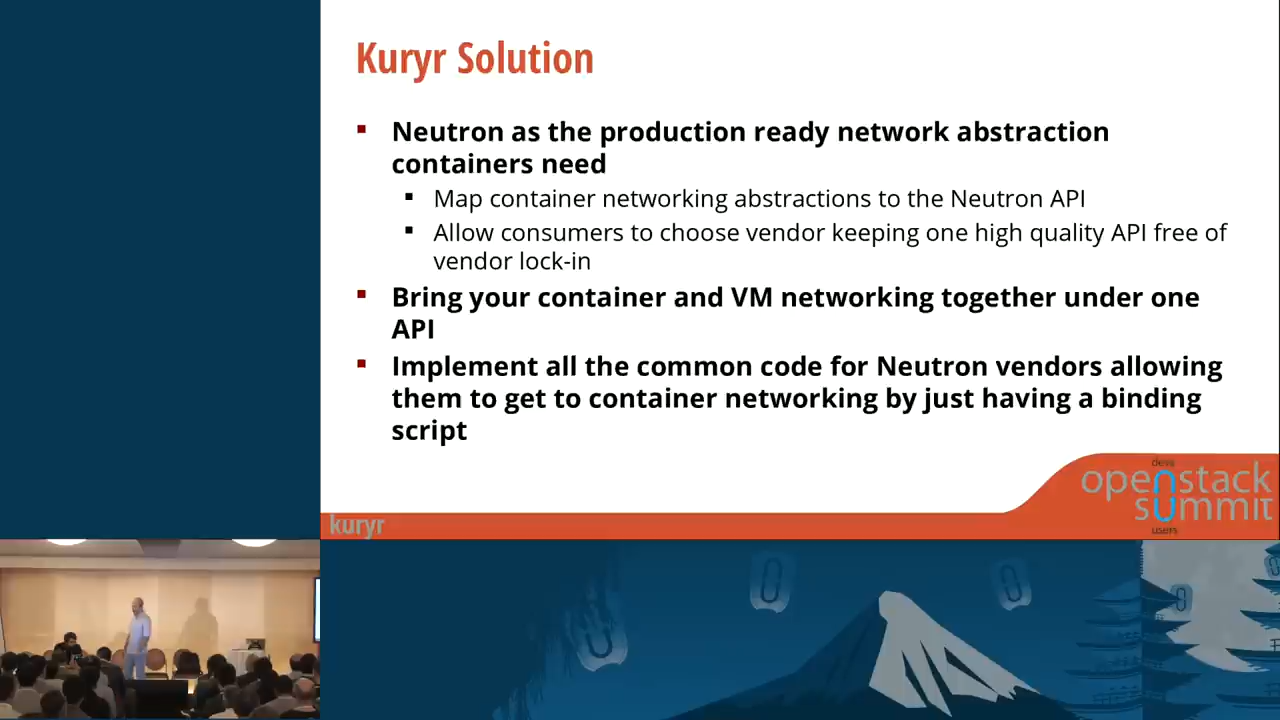 Kuryr Solution
Neutron as the production ready network abstraction
containers need
Map container networking abstractions to the Neutron API
Allow consumers to choose vendor keeping one high quality API free of
vendor lock-in
Bring your container and VM networking together under one
API
Implement all the common code for Neutron vendors allowing
them to get to container networking by just having a binding
script
devs
openstack
summit
users
kuryr